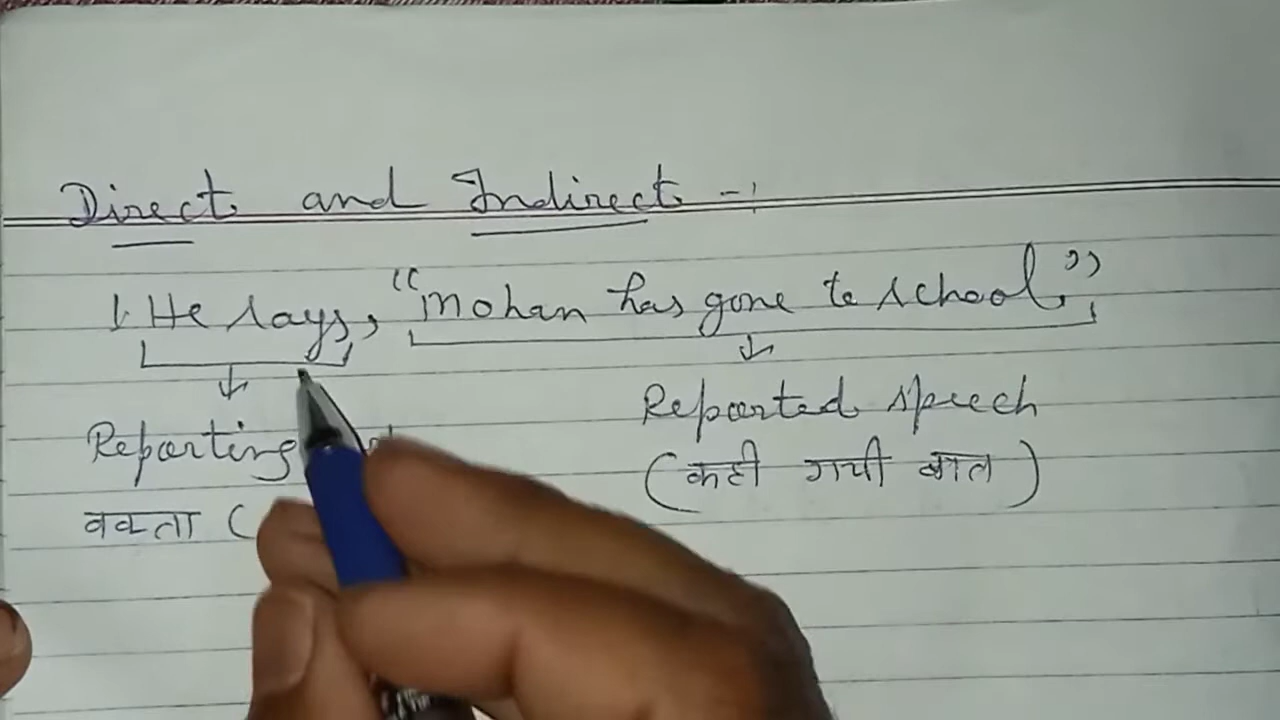 Direct and Indirect -:
1. He says, "Mohan has gone to school."
Reporting
Reported speech
वक्ता (
(कही गयी बात)